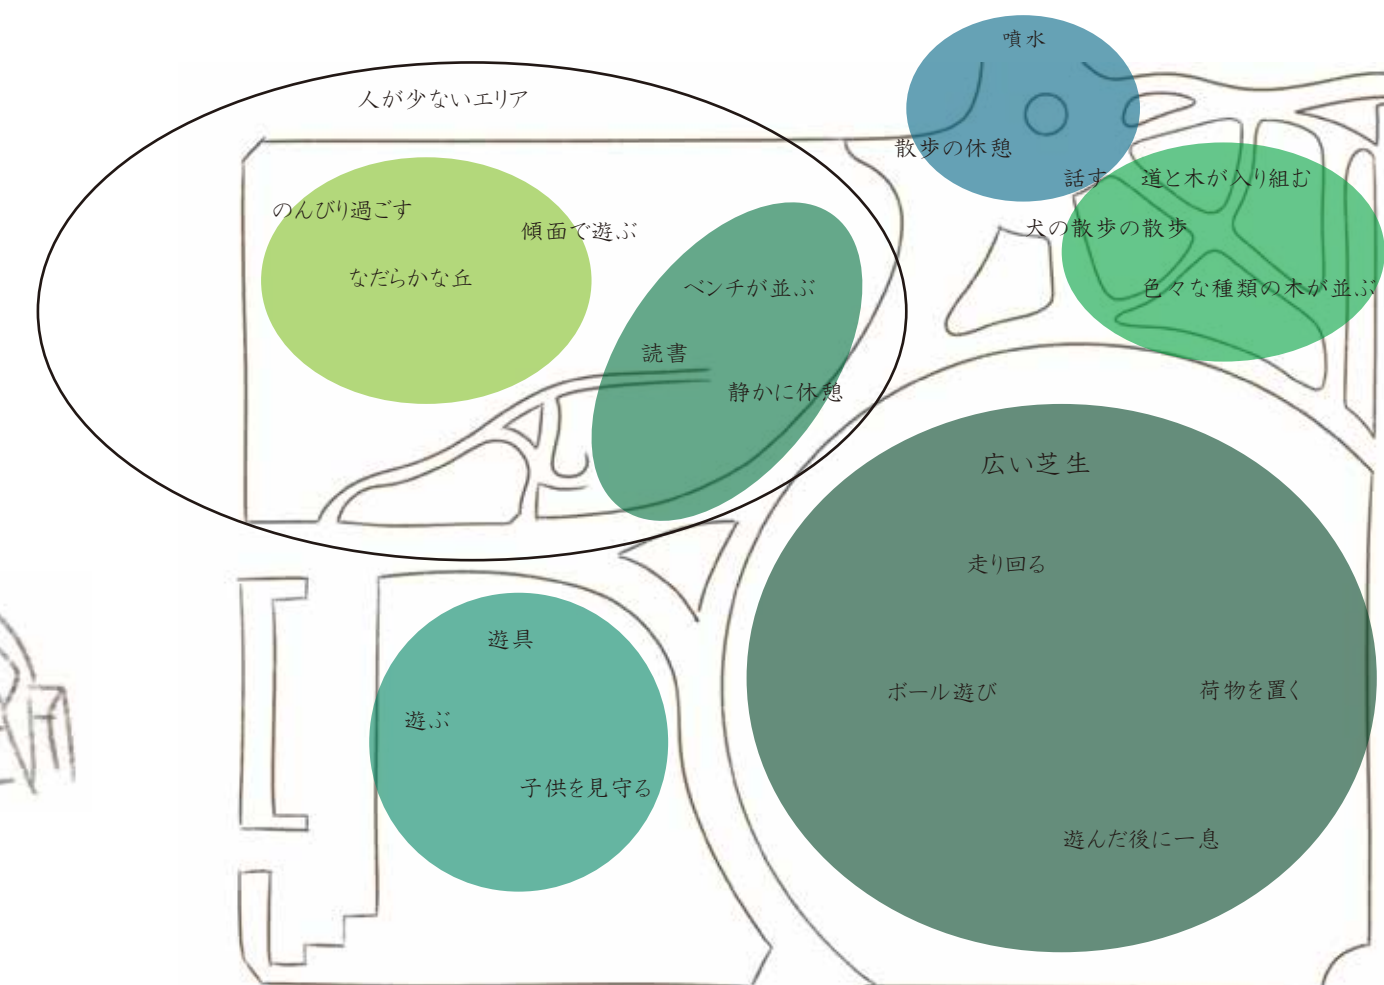 噴水
人が少ないエリア
散歩の休憩
話す
道と木が入り組む
のんびり過ごす
傾面で遊ぶ
犬の散歩の散歩
なだらかな丘
ベンチが並ぶ
色々な種類の木が並ぶ
読書
静かに休憩
広い芝生
走り回る
遊具
ボール遊び
荷物を置く
遊ぶ
子供を見守る
遊んだ後に一息